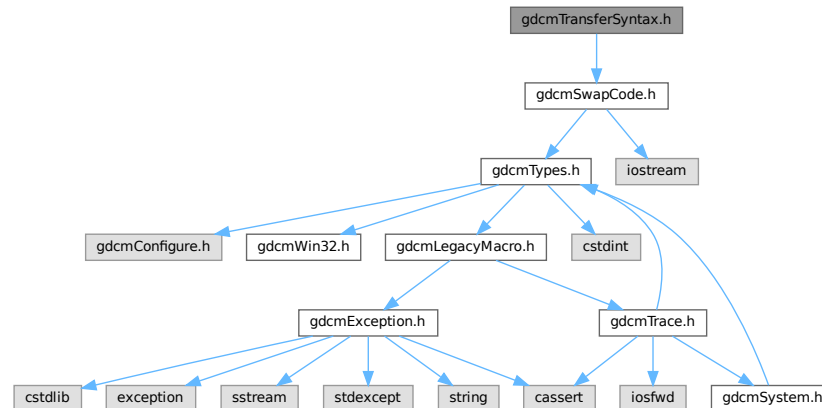 gdcmTransferSyntax.h
gdcmSwapCode.h
gdcmTypes.h
iostream
gdcmConfigure.h
gdcmWin32.h
gdcmLegacyMacro.h
cstdint
gdcmException.h
gdcmTrace.h
cstdlib
exception
sstream
stdexcept
string
cassert
iosfwd
gdcmSystem.h